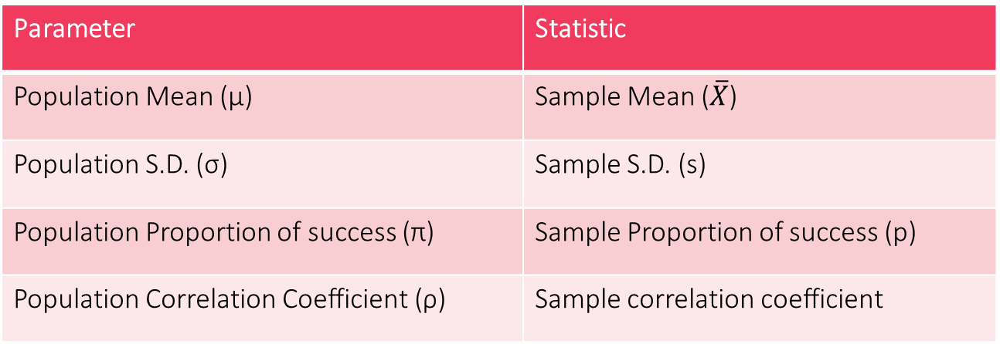 Parameter Statistic
Population Mean (μ) Sample Mean (X̄)
Population S.D. (σ) Sample S.D. (s)
Population Proportion of success (π) Sample Proportion of success (p)
Population Correlation Coefficient (ρ) Sample correlation coefficient